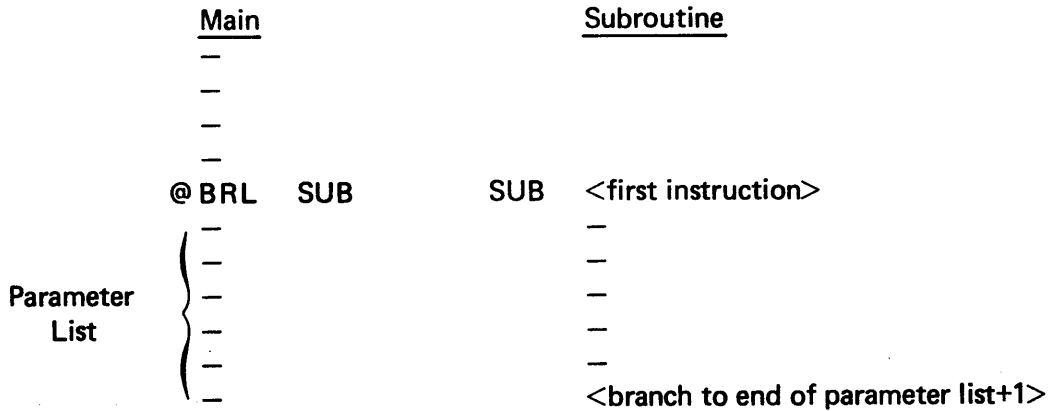 Main Subroutine
—
—
—
—
@ BRL SUB SUB <first instruction>
— —
— —
Parameter — —
List — —
— —
— <branch to end of parameter list+1>